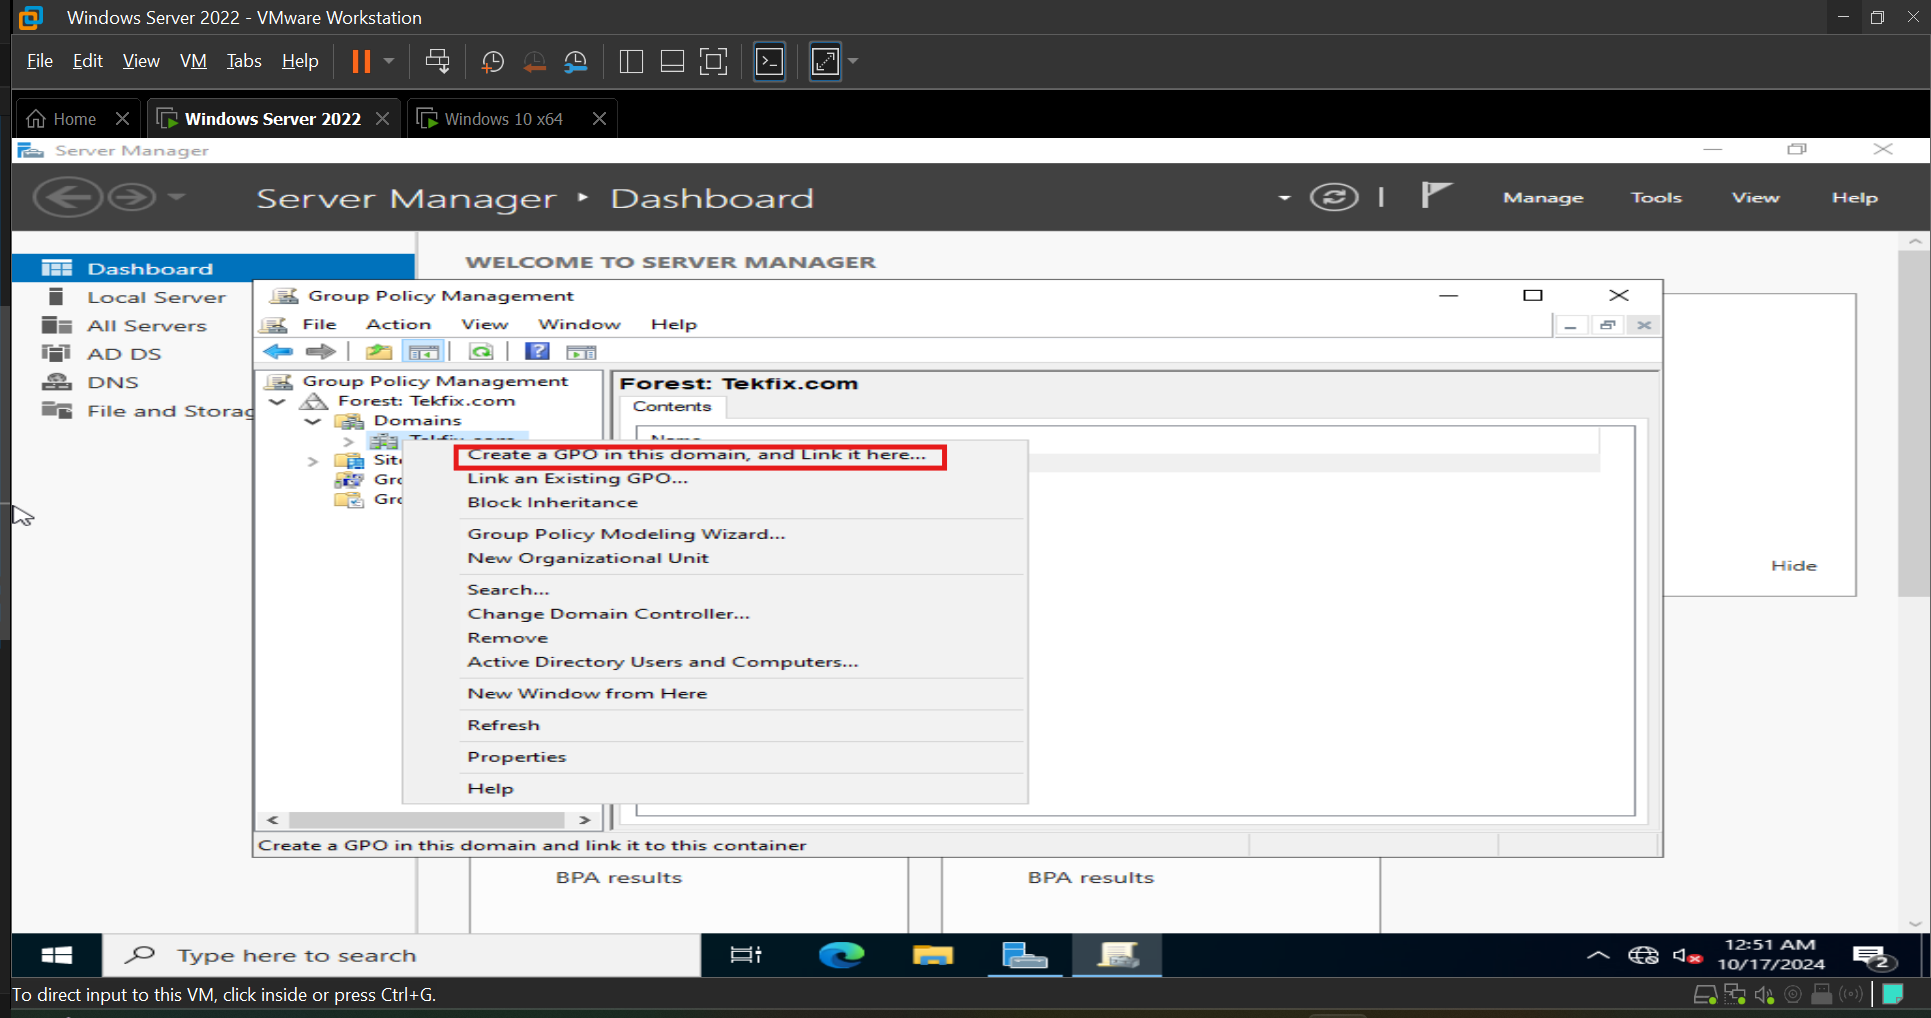 Windows Server 2022 - VMware Workstation
File Edit View VM Tabs Help
Home Windows Server 2022 Windows 10 x64
Server Manager
Server Manager Dashboard Manage Tools View Help
Dashboard
Local Server
All Servers
AD DS
DNS
File and Storag
WELCOME TO SERVER MANAGER
Group Policy Management
File Action View Window Help
Group Policy Management
Forest: Tekfix.com
Domains
Tekfix.com
Site
Gro
Gro
Forest: Tekfix.com
Contents
Name
Create a GPO in this domain, and Link it here...
Link an Existing GPO...
Block Inheritance
Group Policy Modeling Wizard...
New Organizational Unit
Search...
Change Domain Controller...
Remove
Active Directory Users and Computers...
New Window from Here
Refresh
Properties
Help
Hide
Create a GPO in this domain and link it to this container
BPA results
BPA results
Type here to search
12:51 AM
10/17/2024
2
To direct input to this VM, click inside or press Ctrl+G.